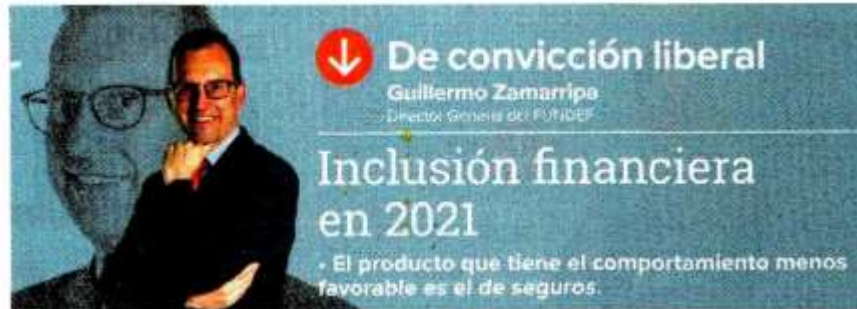 De convicción liberal
Guillermo Zamarripa
Director General del FUNDEF
Inclusión financiera
en 2021
• El producto que tiene el comportamiento menos
favorable es el de seguros.